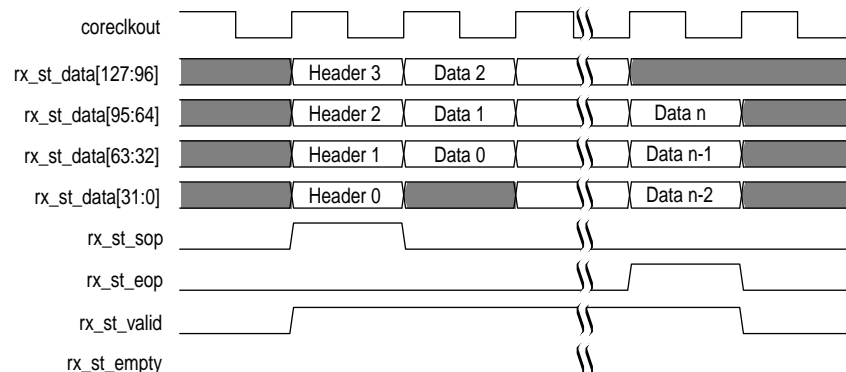 coreclkout
rx_st_data[127:96] Header 3 Data 2
rx_st_data[95:64] Header 2 Data 1 Data n
rx_st_data[63:32] Header 1 Data 0 Data n-1
rx_st_data[31:0] Header 0 Data n-2
rx_st_sop
rx_st_eop
rx_st_valid
rx_st_empty